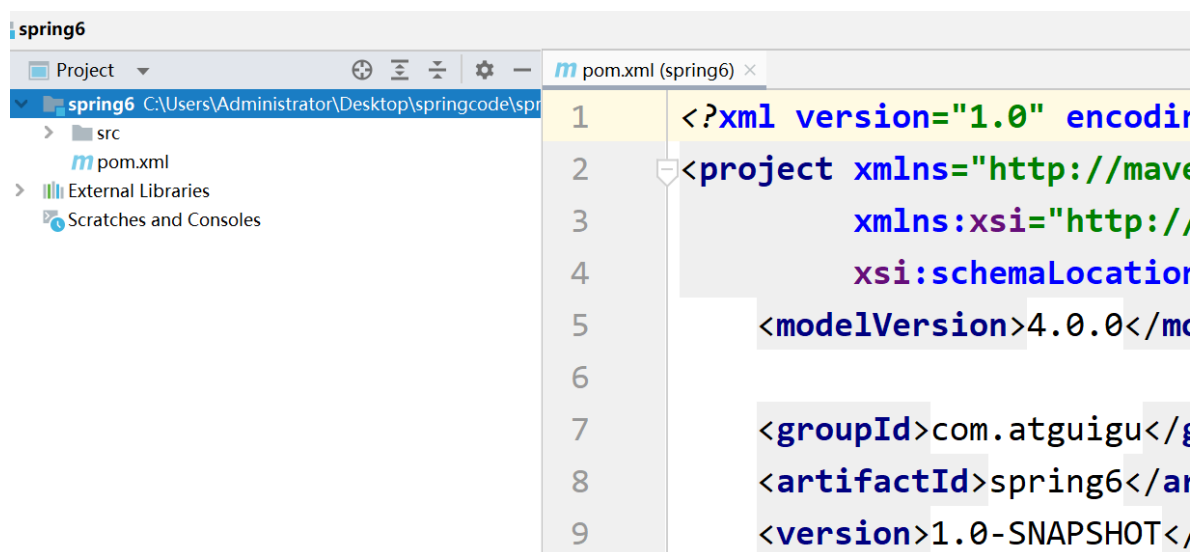 spring6
Project
spring6 C:\Users\Administrator\Desktop\springcode\spr
src
pom.xml
External Libraries
Scratches and Consoles
pom.xml (spring6)
1 <?xml version="1.0" encodin
2 <project xmlns="http://mave
3 xmlns:xsi="http://
4 xsi:schemaLocation
5 <modelVersion>4.0.0</mo
6
7 <groupId>com.atguigu</g
8 <artifactId>spring6</ar
9 <version>1.0-SNAPSHOT</